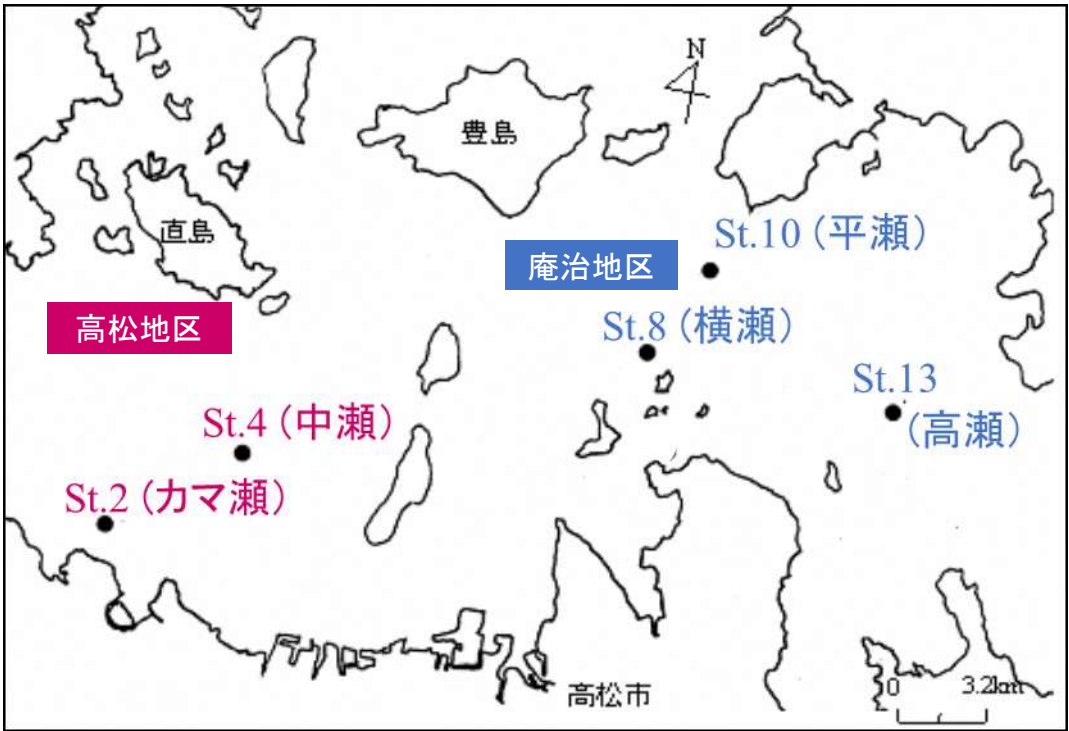 N
豊島
直島
St.10 (平瀬)
庵治地区
高松地区
St.8 (横瀬)
St.13
(高瀬)
St.4 (中瀬)
St.2 (カマ瀬)
高松市
0 3.2km